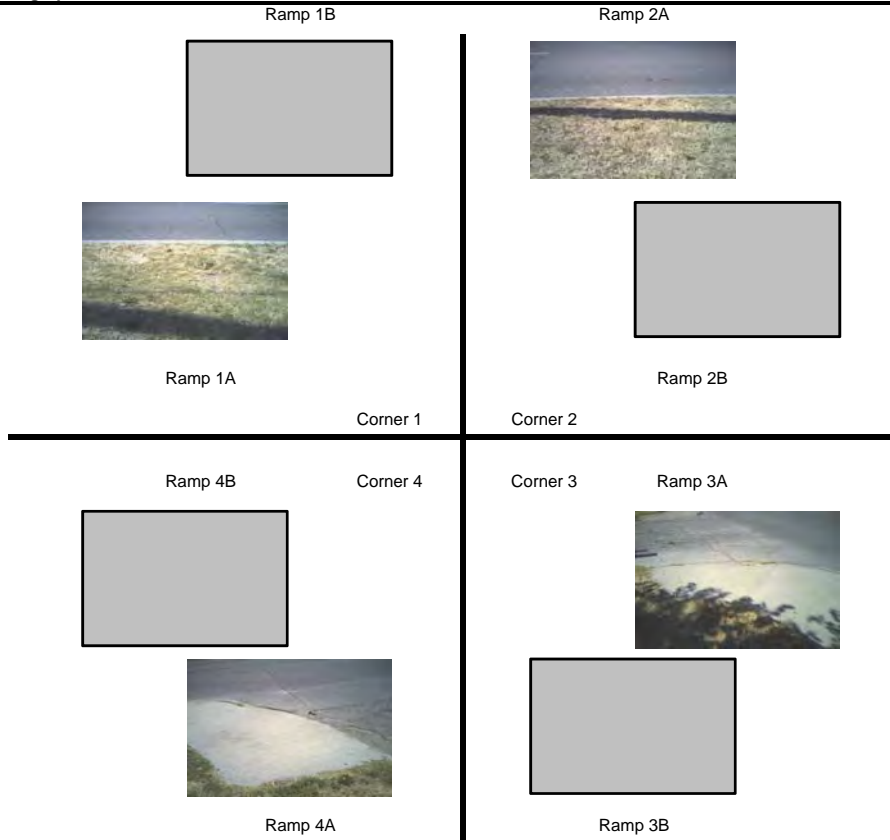 Ramp 1B
Ramp 2A
Ramp 1A
Ramp 2B
Corner 1
Corner 2
Ramp 4B
Corner 4
Corner 3
Ramp 3A
Ramp 4A
Ramp 3B